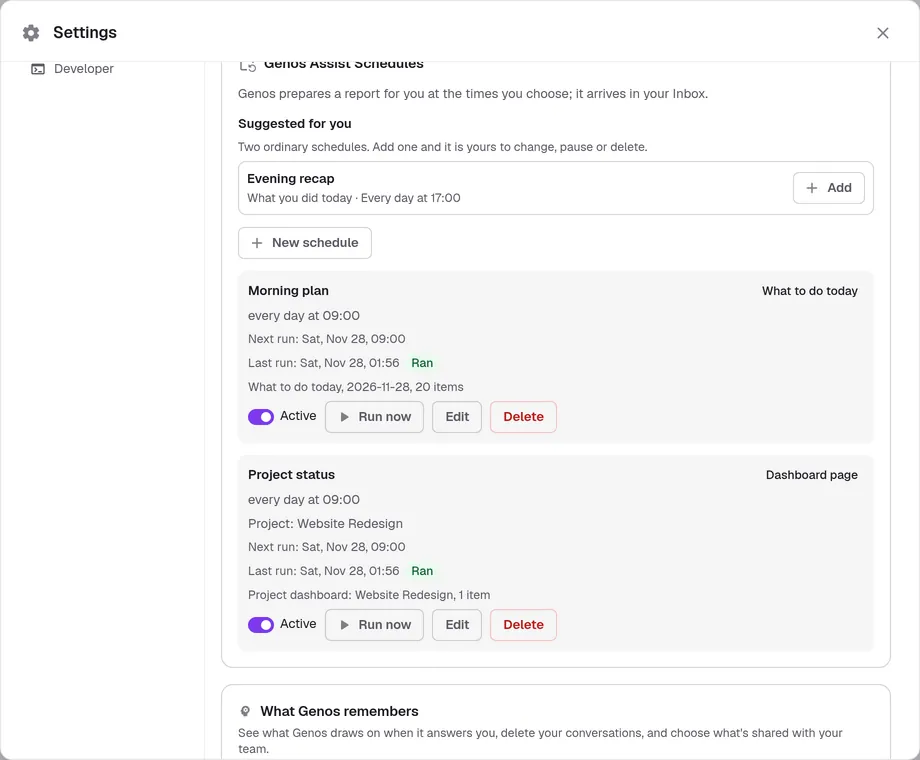 Settings
Developer
Genos Assist Schedules
Genos prepares a report for you at the times you choose; it arrives in your Inbox.
Suggested for you
Two ordinary schedules. Add one and it is yours to change, pause or delete.
Evening recap
What you did today · Every day at 17:00
Add
New schedule
Morning plan
What to do today
every day at 09:00
Next run: Sat, Nov 28, 09:00
Last run: Sat, Nov 28, 01:56 Ran
What to do today, 2026-11-28, 20 items
Active Run now Edit Delete
Project status
Dashboard page
every day at 09:00
Project: Website Redesign
Next run: Sat, Nov 28, 09:00
Last run: Sat, Nov 28, 01:56 Ran
Project dashboard: Website Redesign, 1 item
Active Run now Edit Delete
What Genos remembers
See what Genos draws on when it answers you, delete your conversations, and choose what's shared with your
team.